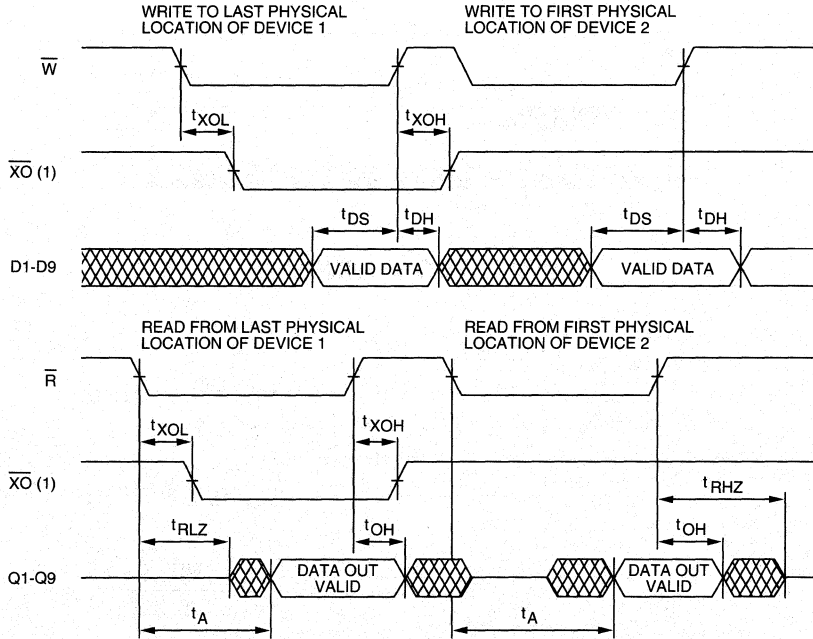 WRITE TO LAST PHYSICAL
LOCATION OF DEVICE 1
WRITE TO FIRST PHYSICAL
LOCATION OF DEVICE 2
W
tXOL
tXOH
XO (1)
tDS
tDH
tDS
tDH
D1-D9
VALID DATA
VALID DATA
READ FROM LAST PHYSICAL
LOCATION OF DEVICE 1
READ FROM FIRST PHYSICAL
LOCATION OF DEVICE 2
R
tXOL
tXOH
XO (1)
tRHZ
tRLZ
tOH
tOH
Q1-Q9
DATA OUT
VALID
DATA OUT
VALID
tA
tA